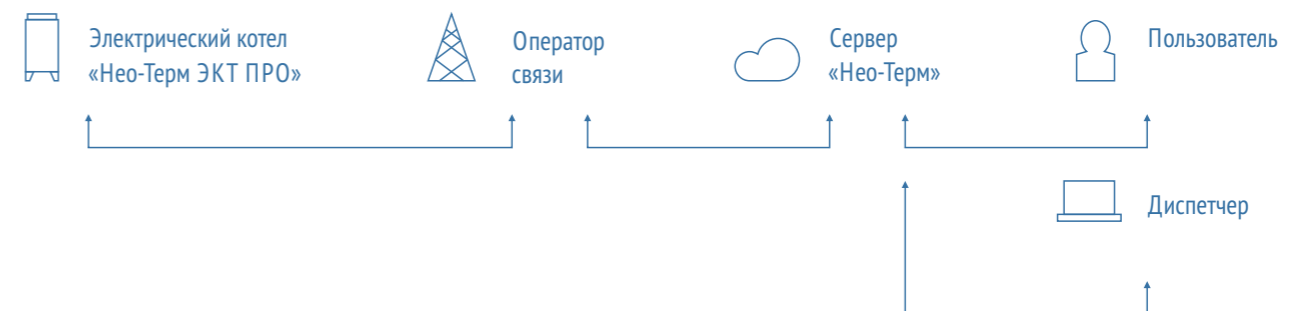 Электрический котел
«Нео-Терм ЭКТ ПРО»
Оператор
связи
Сервер
«Нео-Терм»
Пользователь
Диспетчер